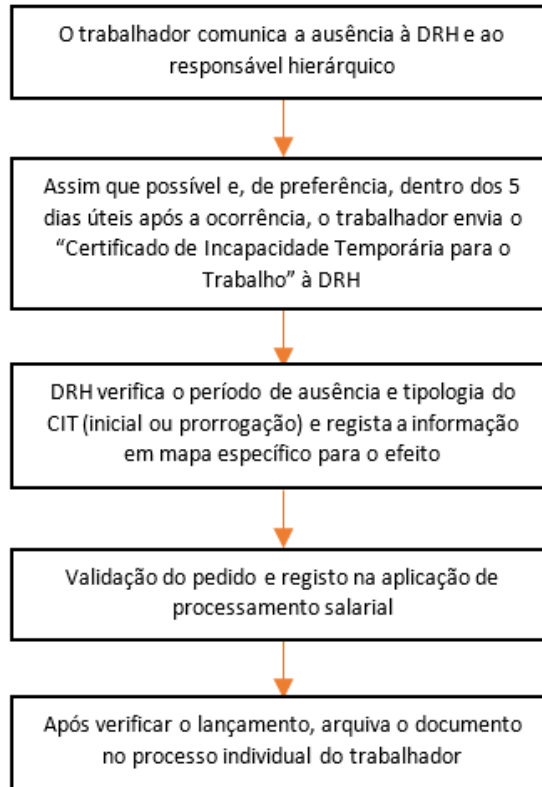 O trabalhador comunica a ausência à DRH e ao
responsável hierárquico
Assim que possível e, de preferência, dentro dos 5
dias úteis após a ocorrência, o trabalhador envia o
“Certificado de Incapacidade Temporária para o
Trabalho” à DRH
DRH verifica o período de ausência e tipologia do
CIT (inicial ou prorrogação) e regista a informação
em mapa específico para o efeito
Validação do pedido e registo na aplicação de
processamento salarial
Após verificar o lançamento, arquiva o documento
no processo individual do trabalhador